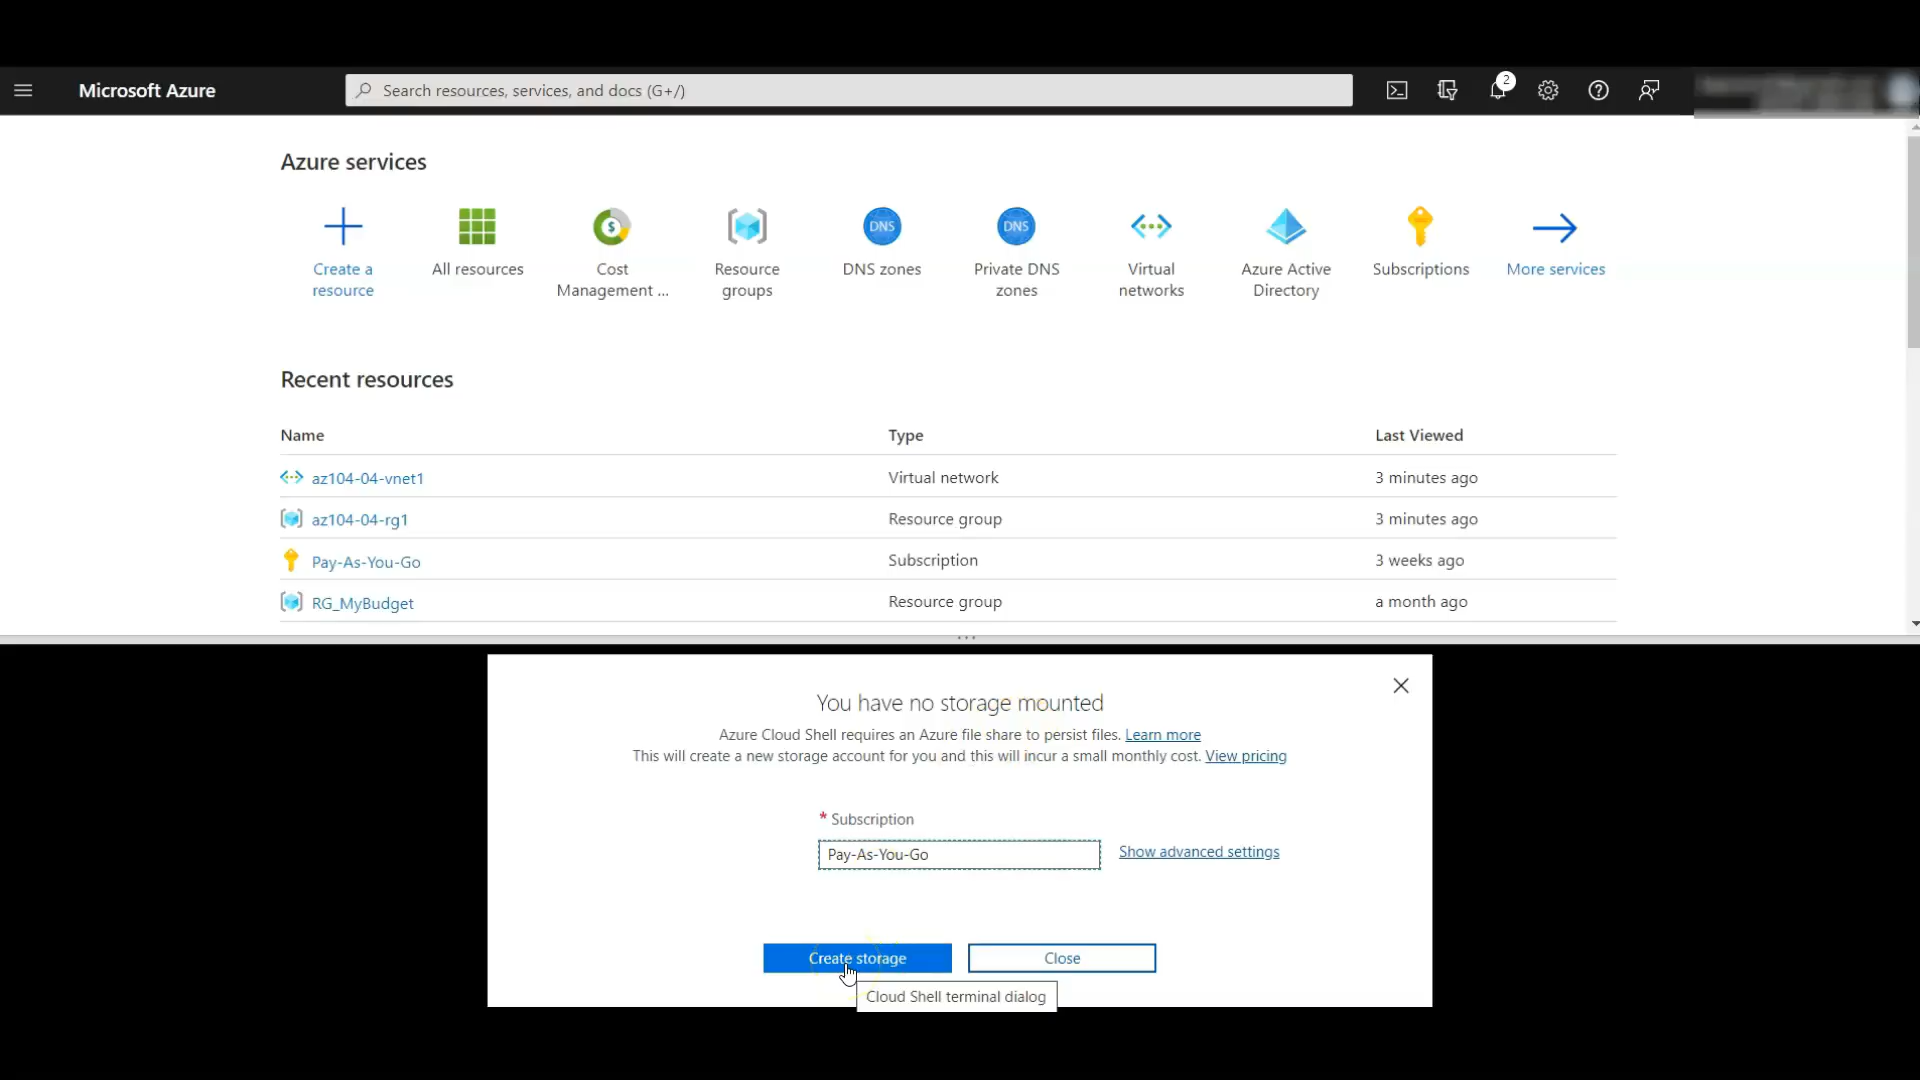 Microsoft Azure
Search resources, services, and docs (G+/)
2
Azure services
Create a
resource
All resources
Cost
Management ...
Resource
groups
DNS
DNS zones
DNS
Private DNS
zones
Virtual
networks
Azure Active
Directory
Subscriptions
More services
Recent resources
Name Type Last Viewed
az104-04-vnet1 Virtual network 3 minutes ago
az104-04-rg1 Resource group 3 minutes ago
Pay-As-You-Go Subscription 3 weeks ago
RG_MyBudget Resource group a month ago
You have no storage mounted
Azure Cloud Shell requires an Azure file share to persist files. Learn more
This will create a new storage account for you and this will incur a small monthly cost. View pricing
* Subscription
Pay-As-You-Go
Show advanced settings
Create storage
Close
Cloud Shell terminal dialog